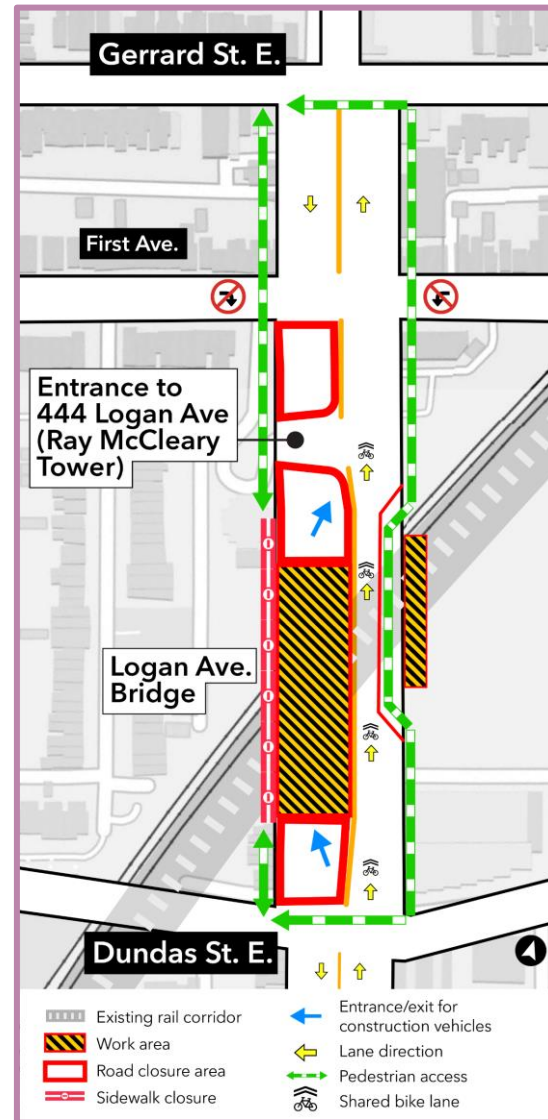 Gerrard St. E.
First Ave.
Entrance to
444 Logan Ave
(Ray McCleary
Tower)
Logan Ave.
Bridge
Dundas St. E.
Existing rail corridor
Work area
Road closure area
Sidewalk closure
Entrance/exit for
construction vehicles
Lane direction
Pedestrian access
Shared bike lane